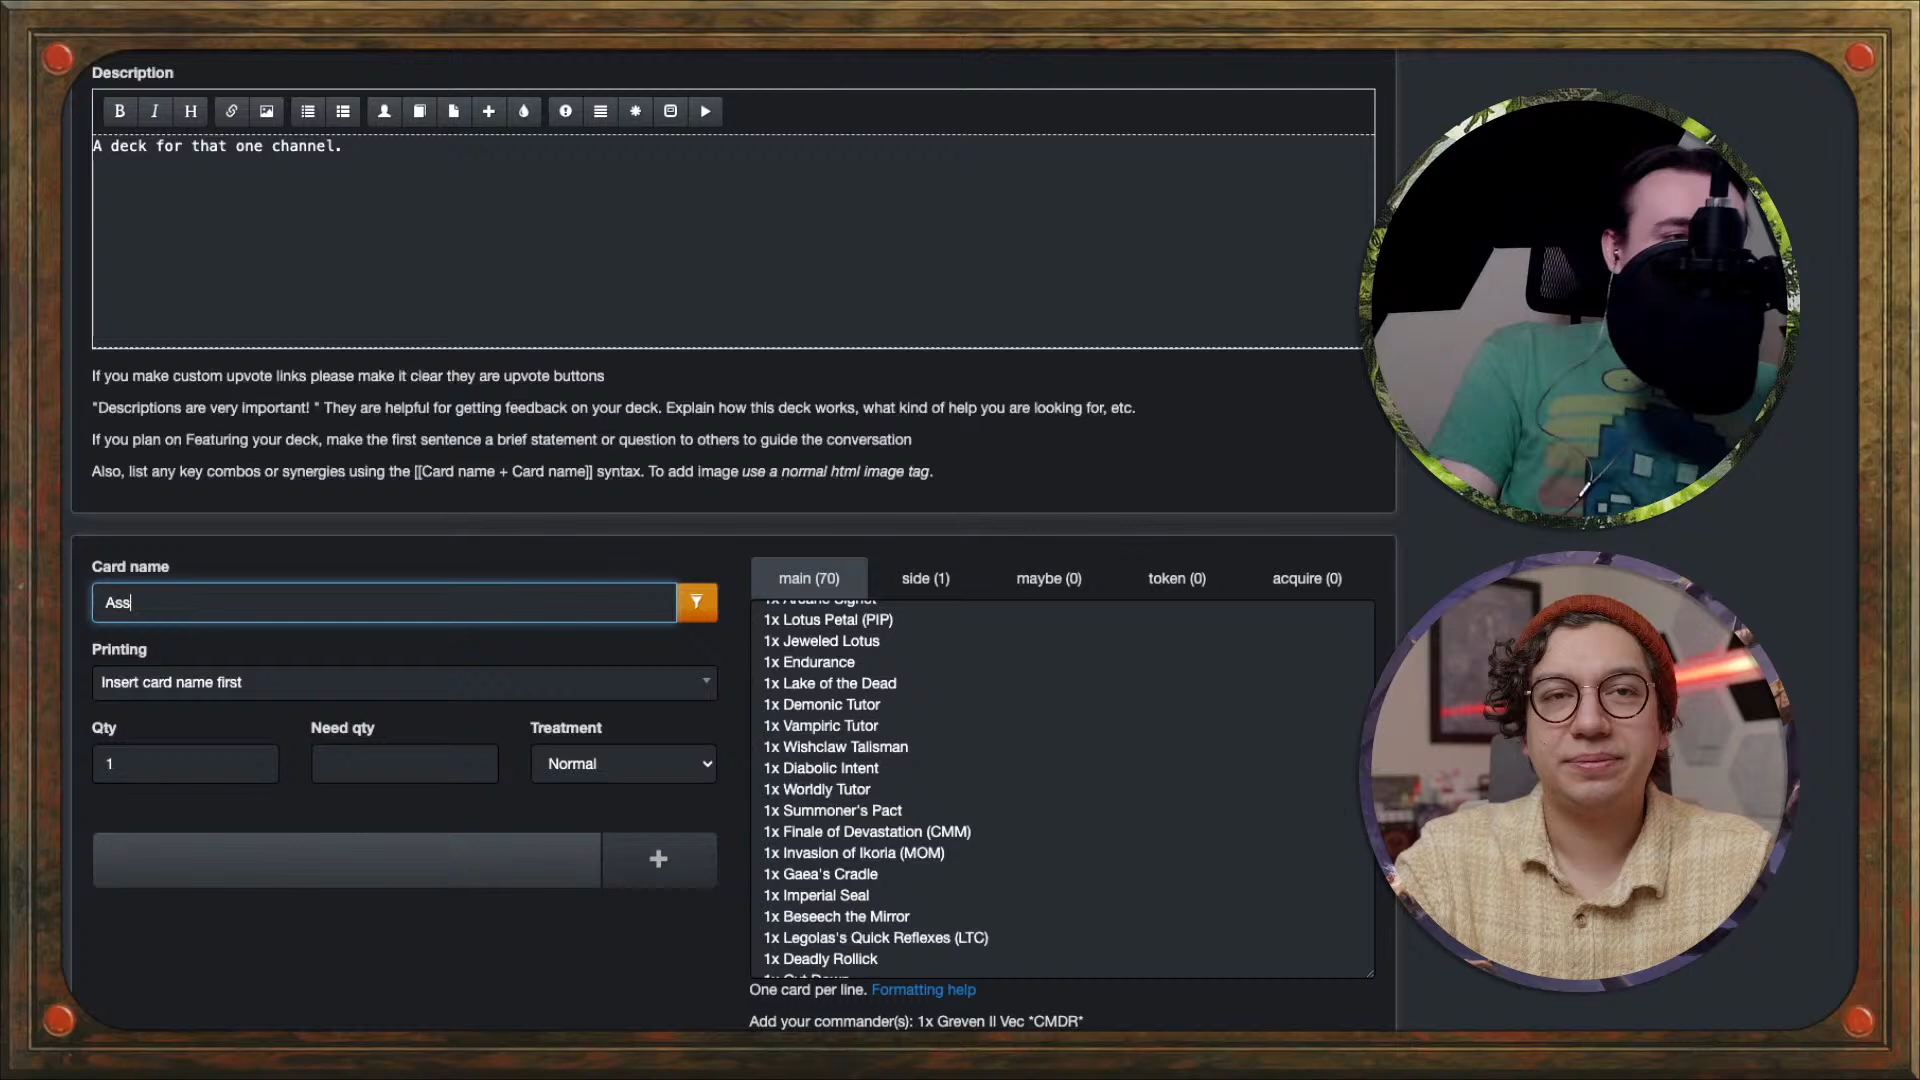 Description
B I H
A deck for that one channel.
If you make custom upvote links please make it clear they are upvote buttons
"Descriptions are very important! " They are helpful for getting feedback on your deck. Explain how this deck works, what kind of help you are looking for, etc.
If you plan on Featuring your deck, make the first sentence a brief statement or question to others to guide the conversation
Also, list any key combos or synergies using the [[Card name + Card name]] syntax. To add image use a normal html image tag.
Card name
Ass
Printing
Insert card name first
Qty Need qty Treatment
1 Normal
main (70) side (1) maybe (0) token (0) acquire (0)
1x Arcane Signet
1x Lotus Petal (PIP)
1x Jeweled Lotus
1x Endurance
1x Lake of the Dead
1x Demonic Tutor
1x Vampiric Tutor
1x Wishclaw Talisman
1x Diabolic Intent
1x Worldly Tutor
1x Summoner's Pact
1x Finale of Devastation (CMM)
1x Invasion of Ikoria (MOM)
1x Gaea's Cradle
1x Imperial Seal
1x Beseech the Mirror
1x Legolas's Quick Reflexes (LTC)
1x Deadly Rollick
One card per line. Formatting help
Add your commander(s): 1x Greven Il Vec *CMDR*